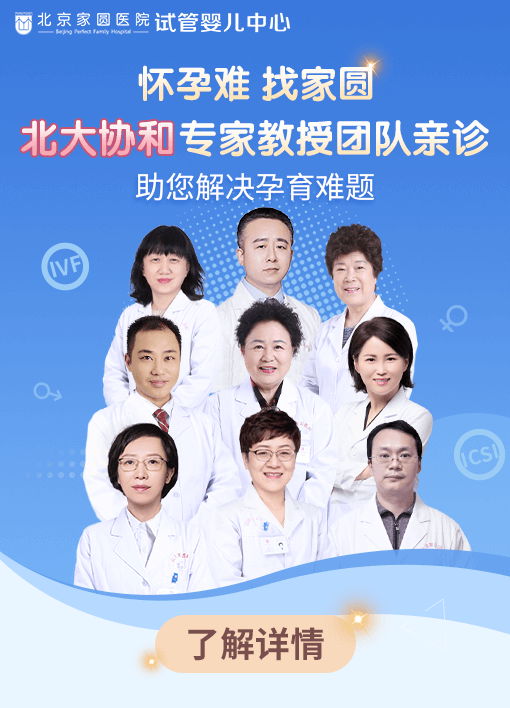 北京家圆医院 试管婴儿中心
Beijing Perfect Family Hospital
怀孕难 找家圆
北大协和专家教授团队亲诊
助您解决孕育难题
IVF
ICSI
了解详情